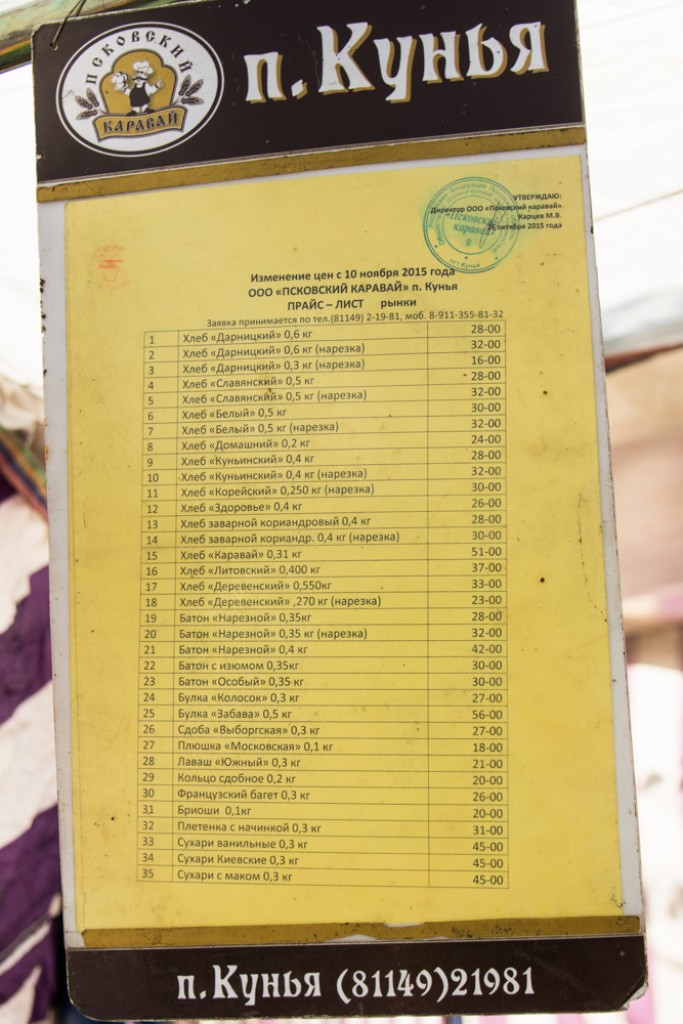 ПСКОВСКИЙ
КАРАВАЙ
п. Кунья
УТВЕРЖДАЮ:
Директор ООО «Псковский каравай»
Карцев М.В.
октября 2015 года
«Псковский
каравай»
пгт Кунья
Изменение цен с 10 ноября 2015 года
ООО «ПСКОВСКИЙ КАРАВАЙ» п. Кунья
ПРАЙС – ЛИСТ рынки
Заявка принимается по тел.(81149) 2-19-81, моб. 8-911-355-81-32
1 Хлеб «Дарницкий» 0,6 кг 28-00
2 Хлеб «Дарницкий» 0,6 кг (нарезка) 32-00
3 Хлеб «Дарницкий» 0,3 кг (нарезка) 16-00
4 Хлеб «Славянский» 0,5 кг 28-00
5 Хлеб «Славянский» 0,5 кг (нарезка) 32-00
6 Хлеб «Белый» 0,5 кг 30-00
7 Хлеб «Белый» 0,5 кг (нарезка) 32-00
8 Хлеб «Домашний» 0,2 кг 24-00
9 Хлеб «Куньинский» 0,4 кг 28-00
10 Хлеб «Куньинский» 0,4 кг (нарезка) 32-00
11 Хлеб «Корейский» 0,250 кг (нарезка) 30-00
12 Хлеб «Здоровье» 0,4 кг 26-00
13 Хлеб заварной кориандровый 0,4 кг 28-00
14 Хлеб заварной кориандр. 0,4 кг (нарезка) 30-00
15 Хлеб «Каравай» 0,31 кг 51-00
16 Хлеб «Литовский» 0,400 кг 37-00
17 Хлеб «Деревенский» 0,550кг 33-00
18 Хлеб «Деревенский» ,270 кг (нарезка) 23-00
19 Батон «Нарезной» 0,35кг 28-00
20 Батон «Нарезной» 0,35 кг (нарезка) 32-00
21 Батон «Нарезной» 0,4 кг 42-00
22 Батон с изюмом 0,35кг 30-00
23 Батон «Особый» 0,35 кг 30-00
24 Булка «Колосок» 0,3 кг 27-00
25 Булка «Забава» 0,5 кг 56-00
26 Сдоба «Выборгская» 0,3 кг 27-00
27 Плюшка «Московская» 0,1 кг 18-00
28 Лаваш «Южный» 0,3 кг 21-00
29 Кольцо сдобное 0,2 кг 20-00
30 Французский багет 0,3 кг 26-00
31 Бриоши 0,1кг 20-00
32 Плетенка с начинкой 0,3 кг 31-00
33 Сухари ванильные 0,3 кг 45-00
34 Сухари Киевские 0,3 кг 45-00
35 Сухари с маком 0,3 кг 45-00
п. Кунья (81149)21981